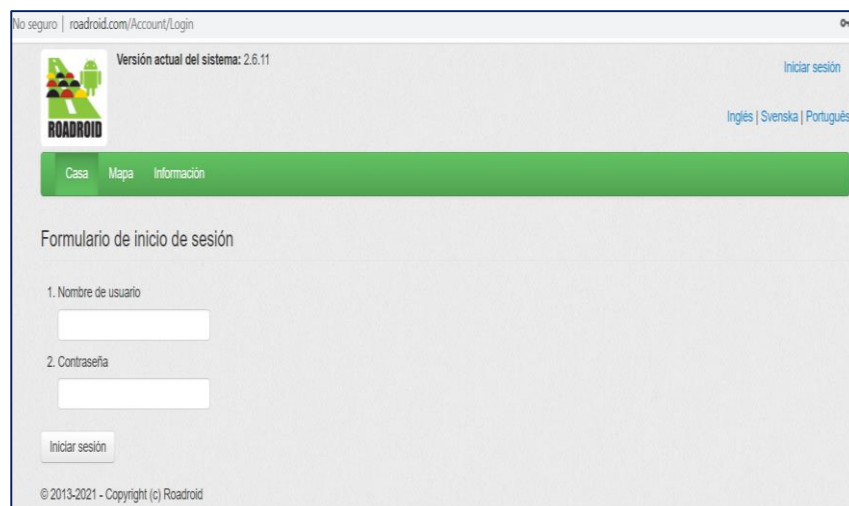 No seguro | roadroid.com/Account/Login
Versión actual del sistema: 2.6.11
Iniciar sesión
ROADROID
Inglés | Svenska | Português
Casa Mapa Información
Formulario de inicio de sesión
1. Nombre de usuario
2. Contraseña
Iniciar sesión
© 2013-2021 - Copyright (c) Roadroid